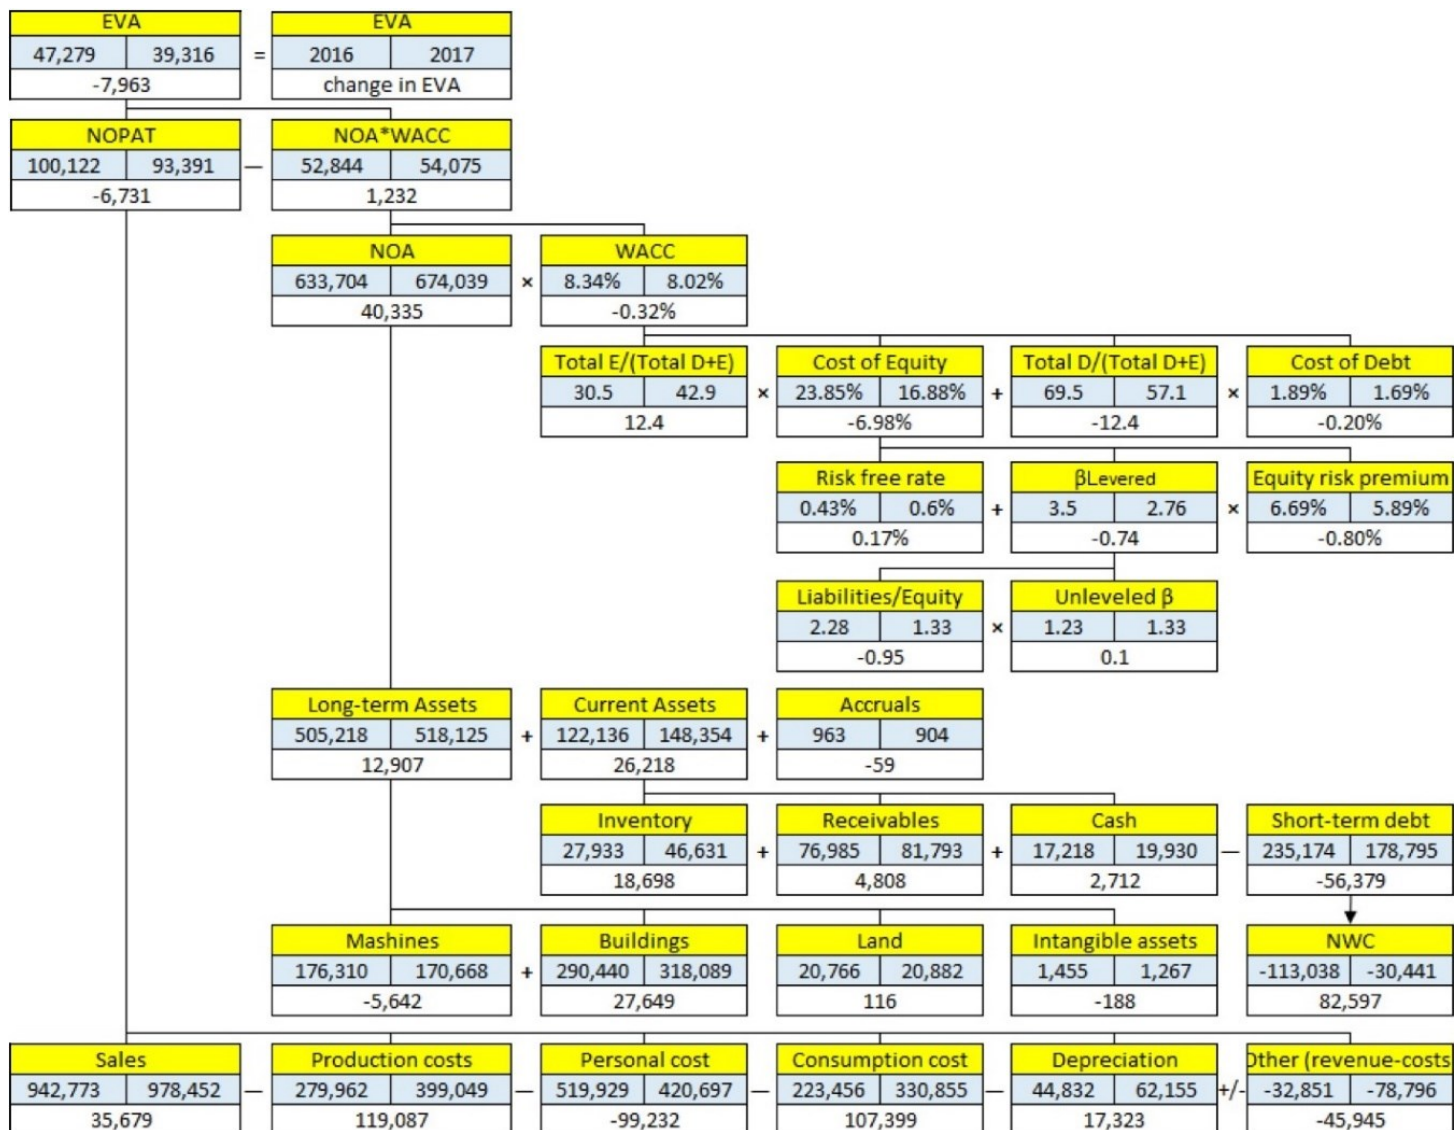 EVA EVA
47,279 39,316 = 2016 2017
-7,963 change in EVA
NOPAT NOA*WACC
100,122 93,391 — 52,844 54,075
-6,731 1,232
NOA WACC
633,704 674,039 × 8.34% 8.02%
40,335 -0.32%
Total E/(Total D+E) Cost of Equity Total D/(Total D+E) Cost of Debt
30.5 42.9 × 23.85% 16.88% + 69.5 57.1 × 1.89% 1.69%
12.4 -6.98% -12.4 -0.20%
Risk free rate βLevered Equity risk premium
0.43% 0.6% + 3.5 2.76 × 6.69% 5.89%
0.17% -0.74 -0.80%
Liabilities/Equity Unleveled β
2.28 1.33 × 1.23 1.33
-0.95 0.1
Long-term Assets Current Assets Accruals
505,218 518,125 + 122,136 148,354 + 963 904
12,907 26,218 -59
Inventory Receivables Cash Short-term debt
27,933 46,631 + 76,985 81,793 + 17,218 19,930 — 235,174 178,795
18,698 4,808 2,712 -56,379
Mashines Buildings Land Intangible assets NWC
176,310 170,668 + 290,440 318,089 20,766 20,882 1,455 1,267 -113,038 -30,441
-5,642 27,649 116 -188 82,597
Sales Production costs Personal cost Consumption cost Depreciation Other (revenue-costs
942,773 978,452 — 279,962 399,049 — 519,929 420,697 — 223,456 330,855 — 44,832 62,155 +/- -32,851 -78,796
35,679 119,087 -99,232 107,399 17,323 -45,945